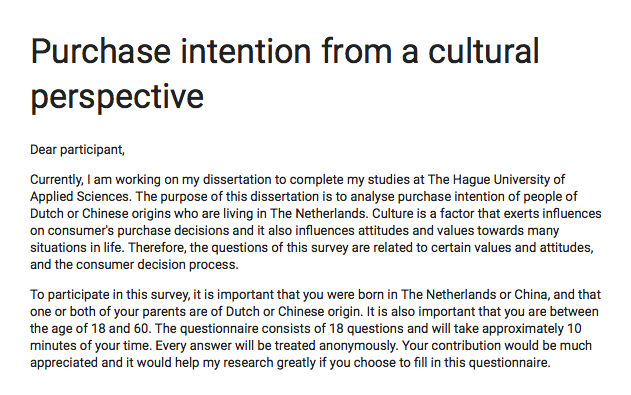 Purchase intention from a cultural
perspective
Dear participant,
Currently, I am working on my dissertation to complete my studies at The Hague University of
Applied Sciences. The purpose of this dissertation is to analyse purchase intention of people of
Dutch or Chinese origins who are living in The Netherlands. Culture is a factor that exerts influences
on consumer's purchase decisions and it also influences attitudes and values towards many
situations in life. Therefore, the questions of this survey are related to certain values and attitudes,
and the consumer decision process.
To participate in this survey, it is important that you were born in The Netherlands or China, and that
one or both of your parents are of Dutch or Chinese origin. It is also important that you are between
the age of 18 and 60. The questionnaire consists of 18 questions and will take approximately 10
minutes of your time. Every answer will be treated anonymously. Your contribution would be much
appreciated and it would help my research greatly if you choose to fill in this questionnaire.